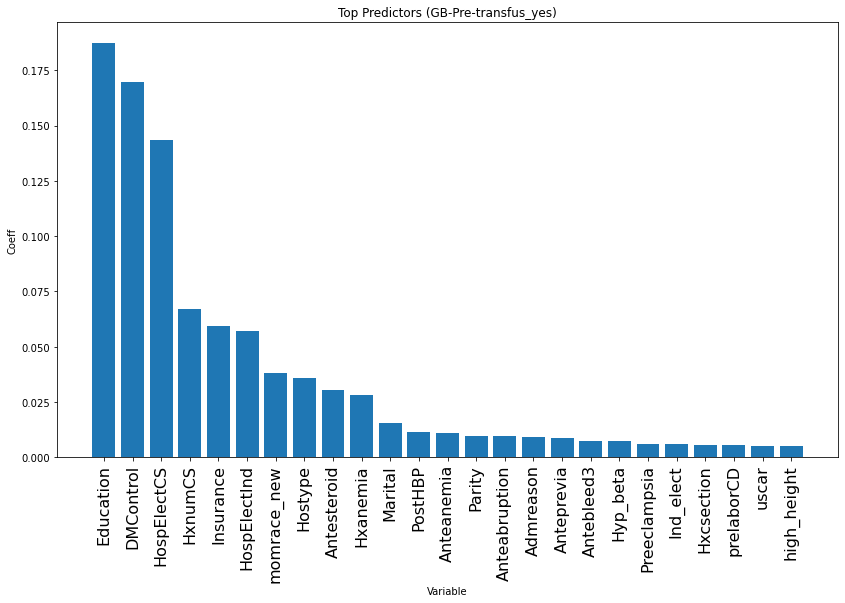 Top Predictors (GB-Pre-transfus_yes)
Coeff
0.175
0.150
0.125
0.100
0.075
0.050
0.025
0.000
Education
DMControl
HospElectCS
HxnumCS
Insurance
HospElectInd
momrace_new
Hostype
Antesteroid
Hxanemia
Marital
PostHBP
Anteanemia
Parity
Anteabruption
Admreason
Anteprevia
Antebleed3
Hyp_beta
Preeclampsia
Ind_elect
Hxcsection
prelaborCD
uscar
high_height
Variable